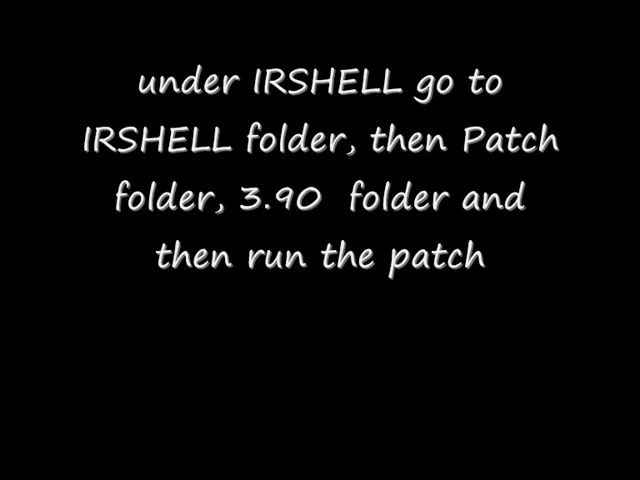 under IRSHELL go to
IRSHELL folder, then Patch
folder, 3.90 folder and
then run the patch